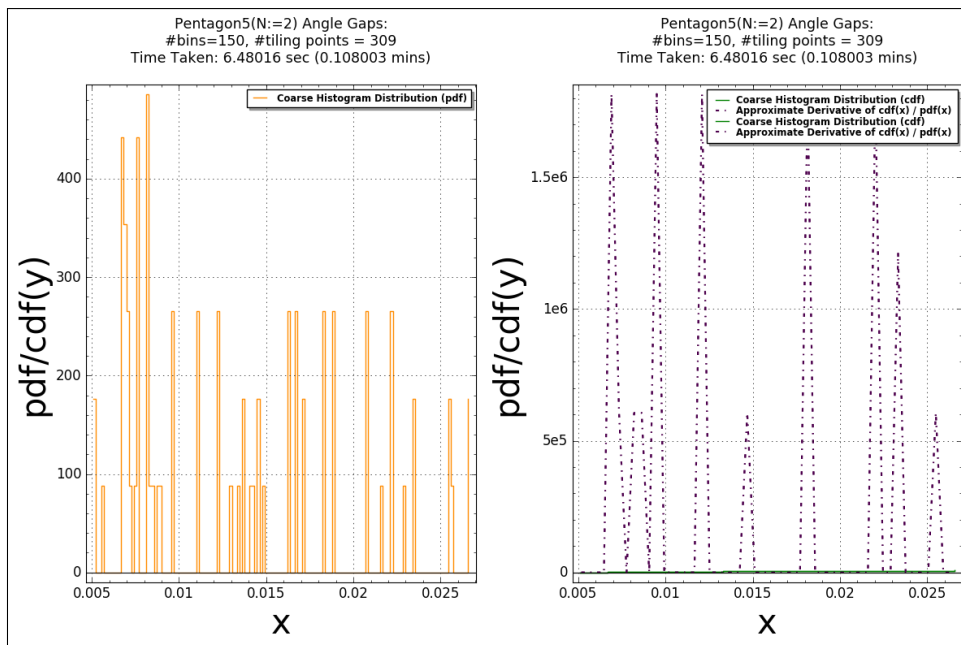 Pentagon5(N:=2) Angle Gaps:
#bins=150, #tiling points = 309
Time Taken: 6.48016 sec (0.108003 mins)
Coarse Histogram Distribution (pdf)
400
300
200
100
0
pdf/cdf(y)
0.005
0.01
0.015
0.02
0.025
x
Pentagon5(N:=2) Angle Gaps:
#bins=150, #tiling points = 309
Time Taken: 6.48016 sec (0.108003 mins)
Coarse Histogram Distribution (cdf)
Approximate Derivative of cdf(x) / pdf(x)
Coarse Histogram Distribution (cdf)
Approximate Derivative of cdf(x) / pdf(x)
1.5e6
1e6
5e5
0
pdf/cdf(y)
0.005
0.01
0.015
0.02
0.025
x